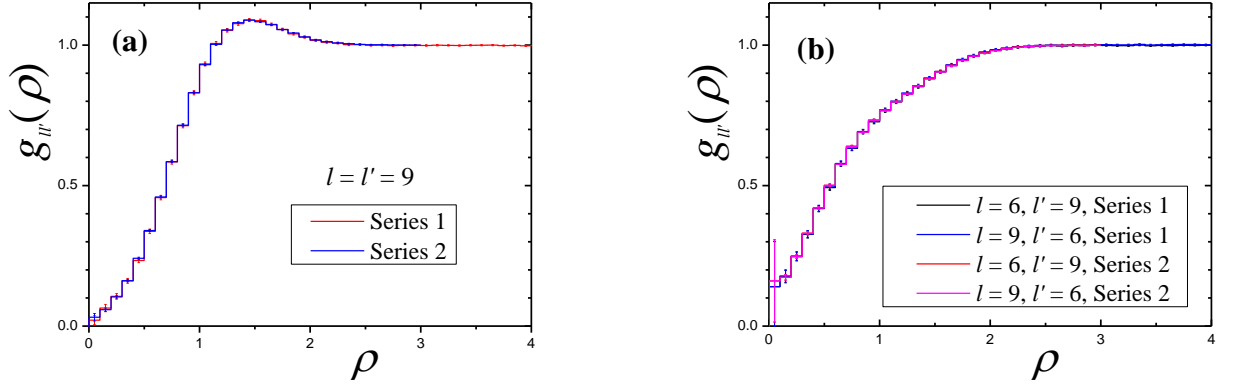 (a)
g_{ll'}(ρ)
1.0
0.5
0.0
l = l' = 9
Series 1
Series 2
0 1 2 3 4
ρ
(b)
g_{ll'}(ρ)
1.0
0.5
0.0
l = 6, l' = 9, Series 1
l = 9, l' = 6, Series 1
l = 6, l' = 9, Series 2
l = 9, l' = 6, Series 2
0 1 2 3 4
ρ